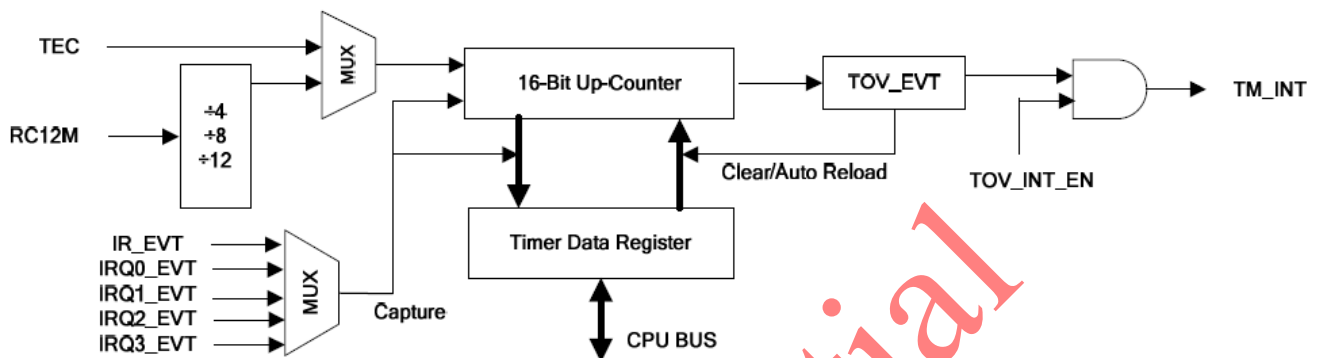 TEC
MUX
16-Bit Up-Counter
TOV_EVT
TM_INT
RC12M
÷4
÷8
÷12
Clear/Auto Reload
TOV_INT_EN
Timer Data Register
IR_EVT
IRQ0_EVT
IRQ1_EVT
IRQ2_EVT
IRQ3_EVT
MUX
Capture
CPU BUS
tial